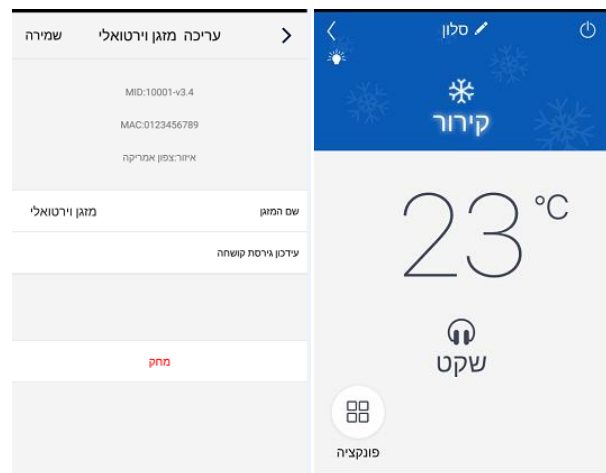 עריכה מזגן וירטואלי שמירה
MID:10001-v3.4
MAC:0123456789
איזור:צפון אמריקה
שם המזגן מזגן וירטואלי
עידכון גירסת קושחה
מחק
סלון
קירור
23°C
שקט
פונקציה